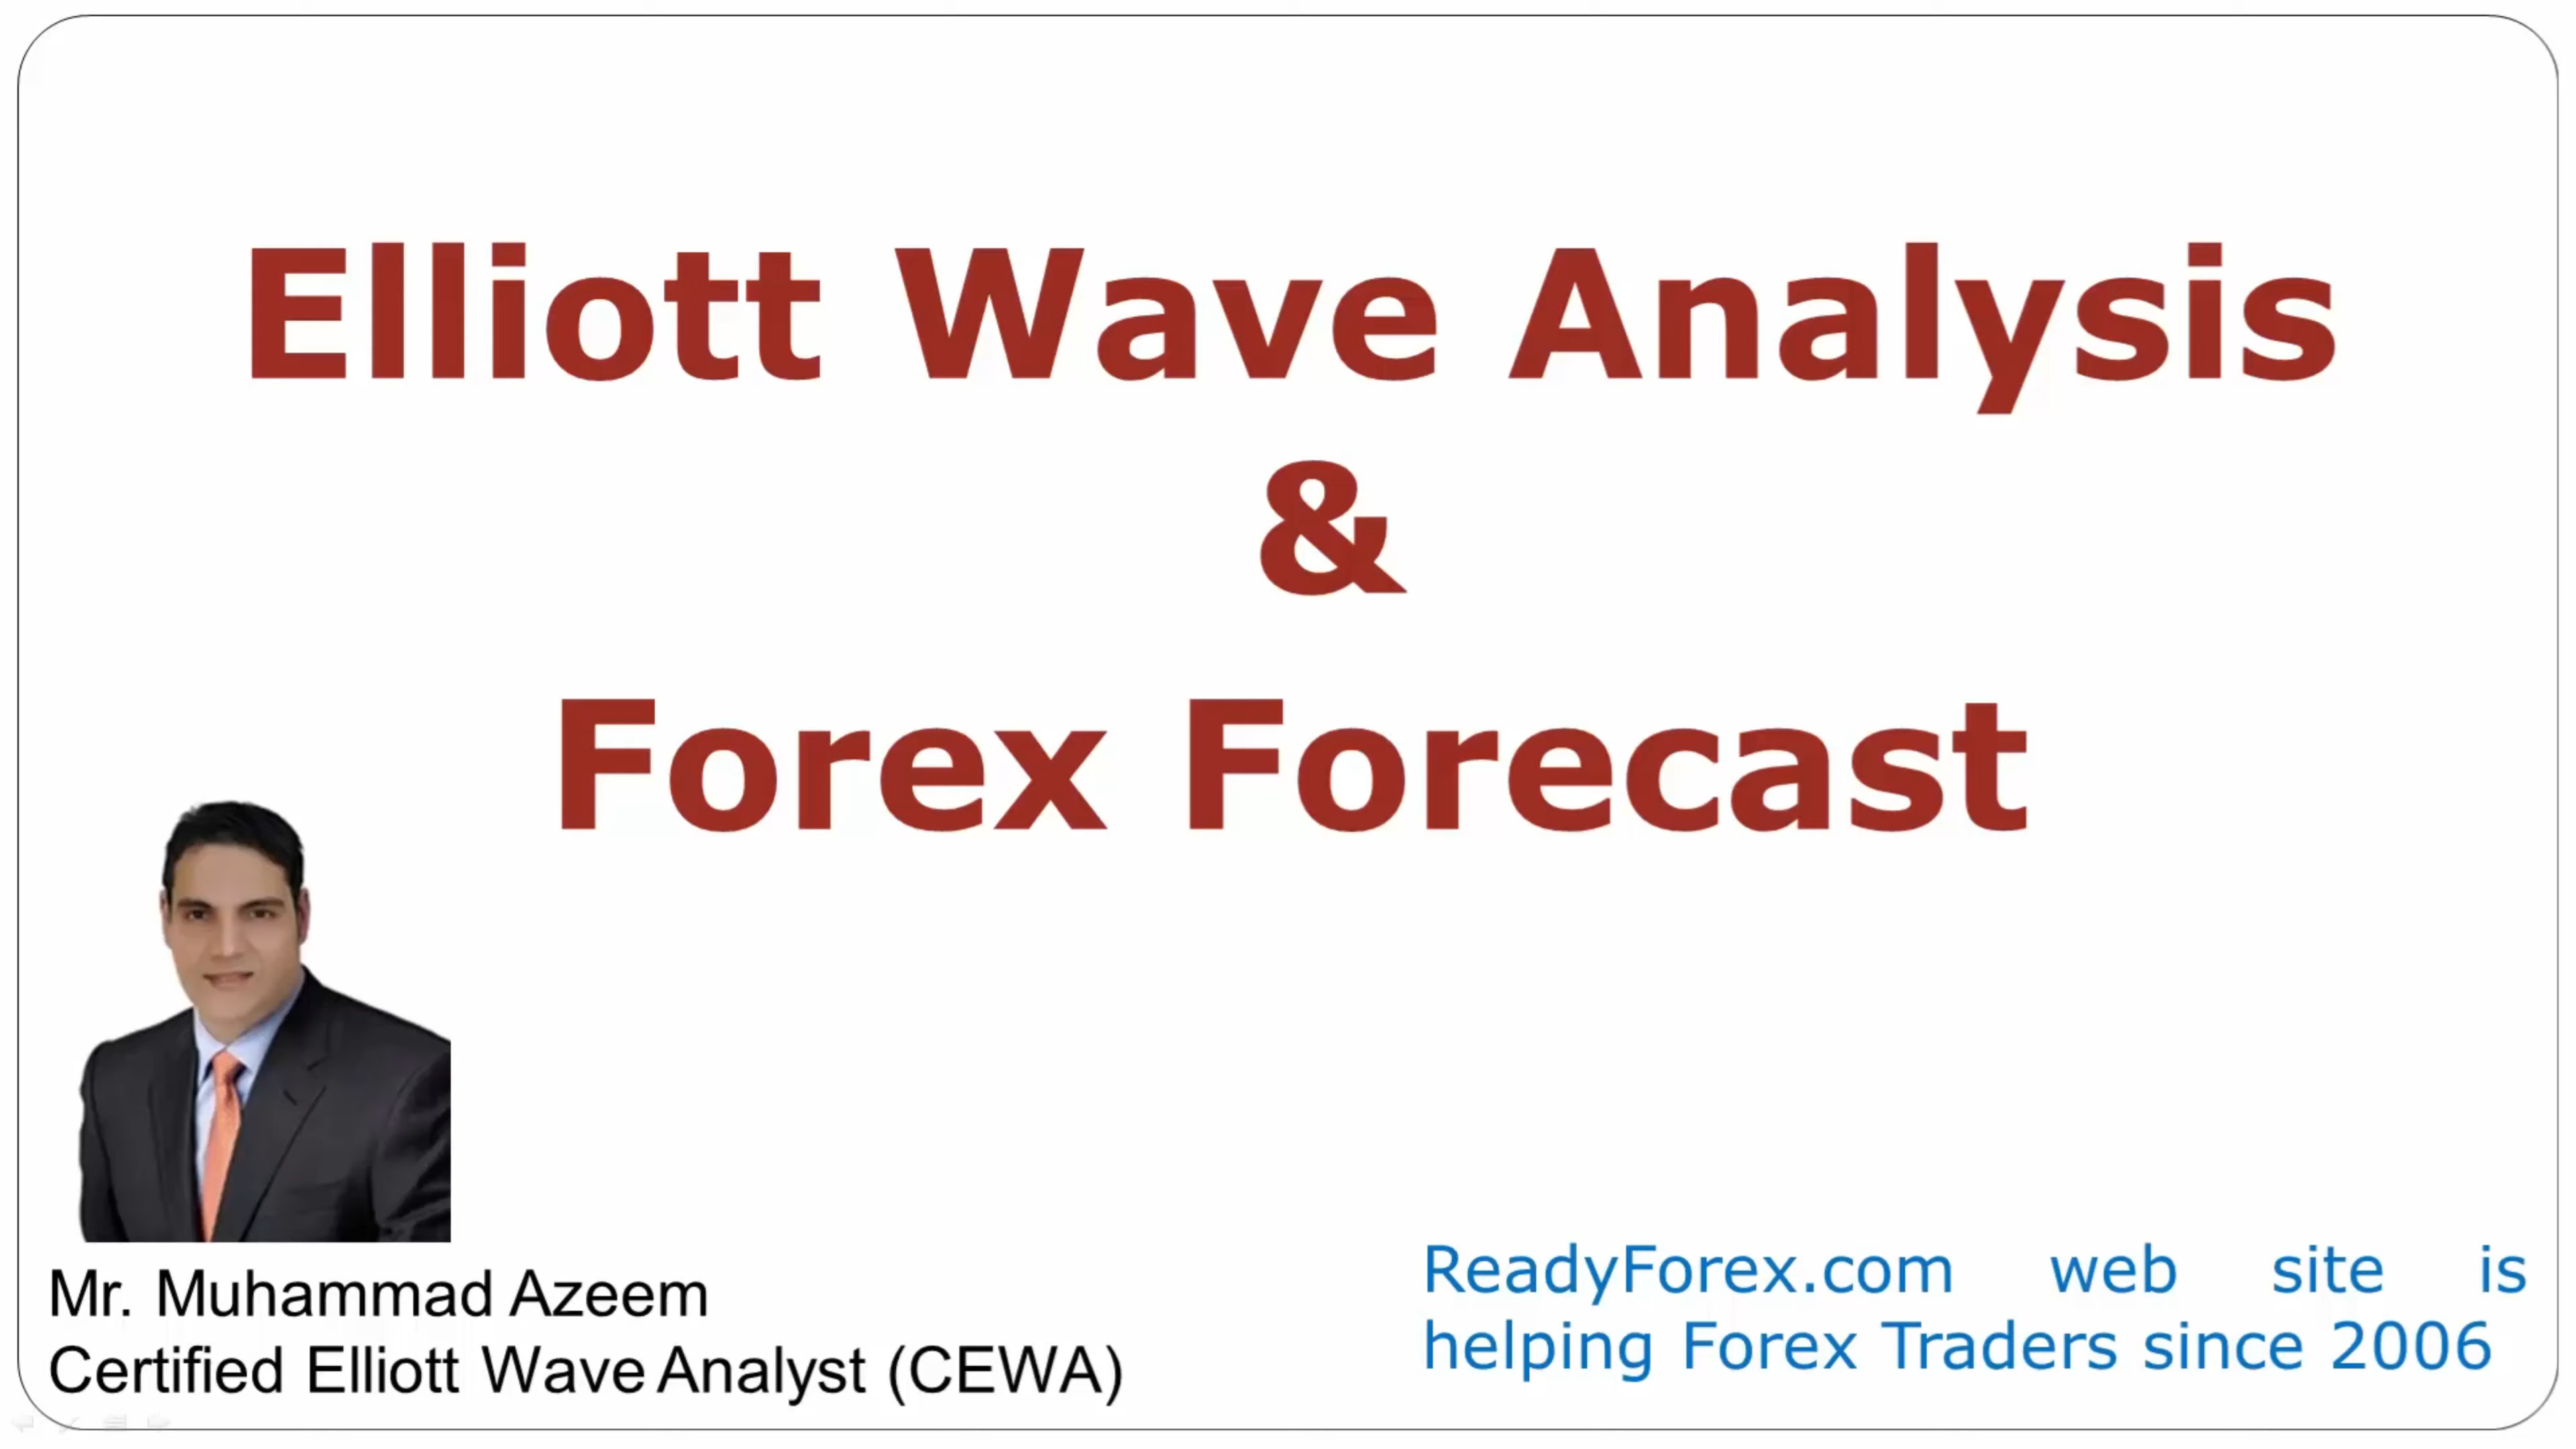 Elliott Wave Analysis
&
Forex Forecast
Mr. Muhammad Azeem
Certified Elliott Wave Analyst (CEWA)
ReadyForex.com web site is
helping Forex Traders since 2006